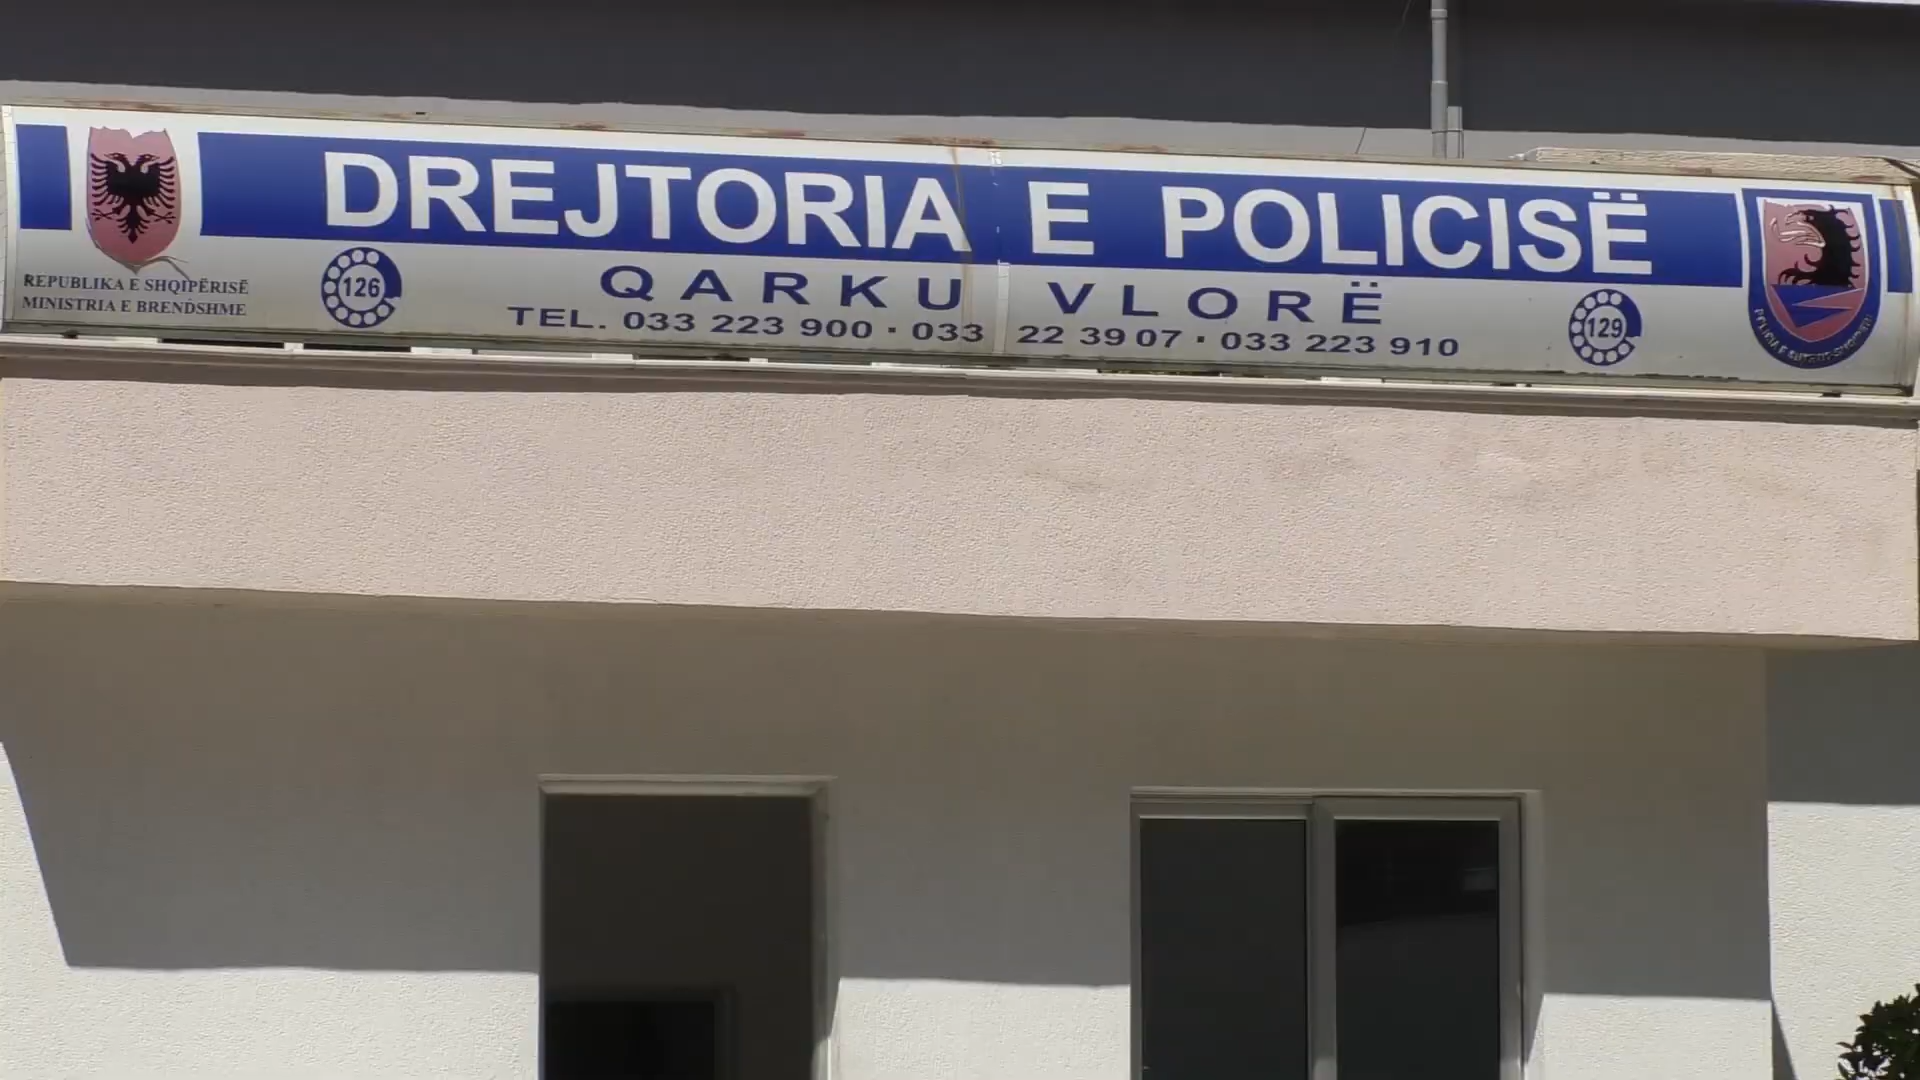 DREJTORIA E POLICISË
QARKU VLORË
TEL. 033 223 900 · 033 22 39 07 · 033 223 910
REPUBLIKA E SHQIPËRISË
MINISTRIA E BRENDSHME
126
129
POLICIA E